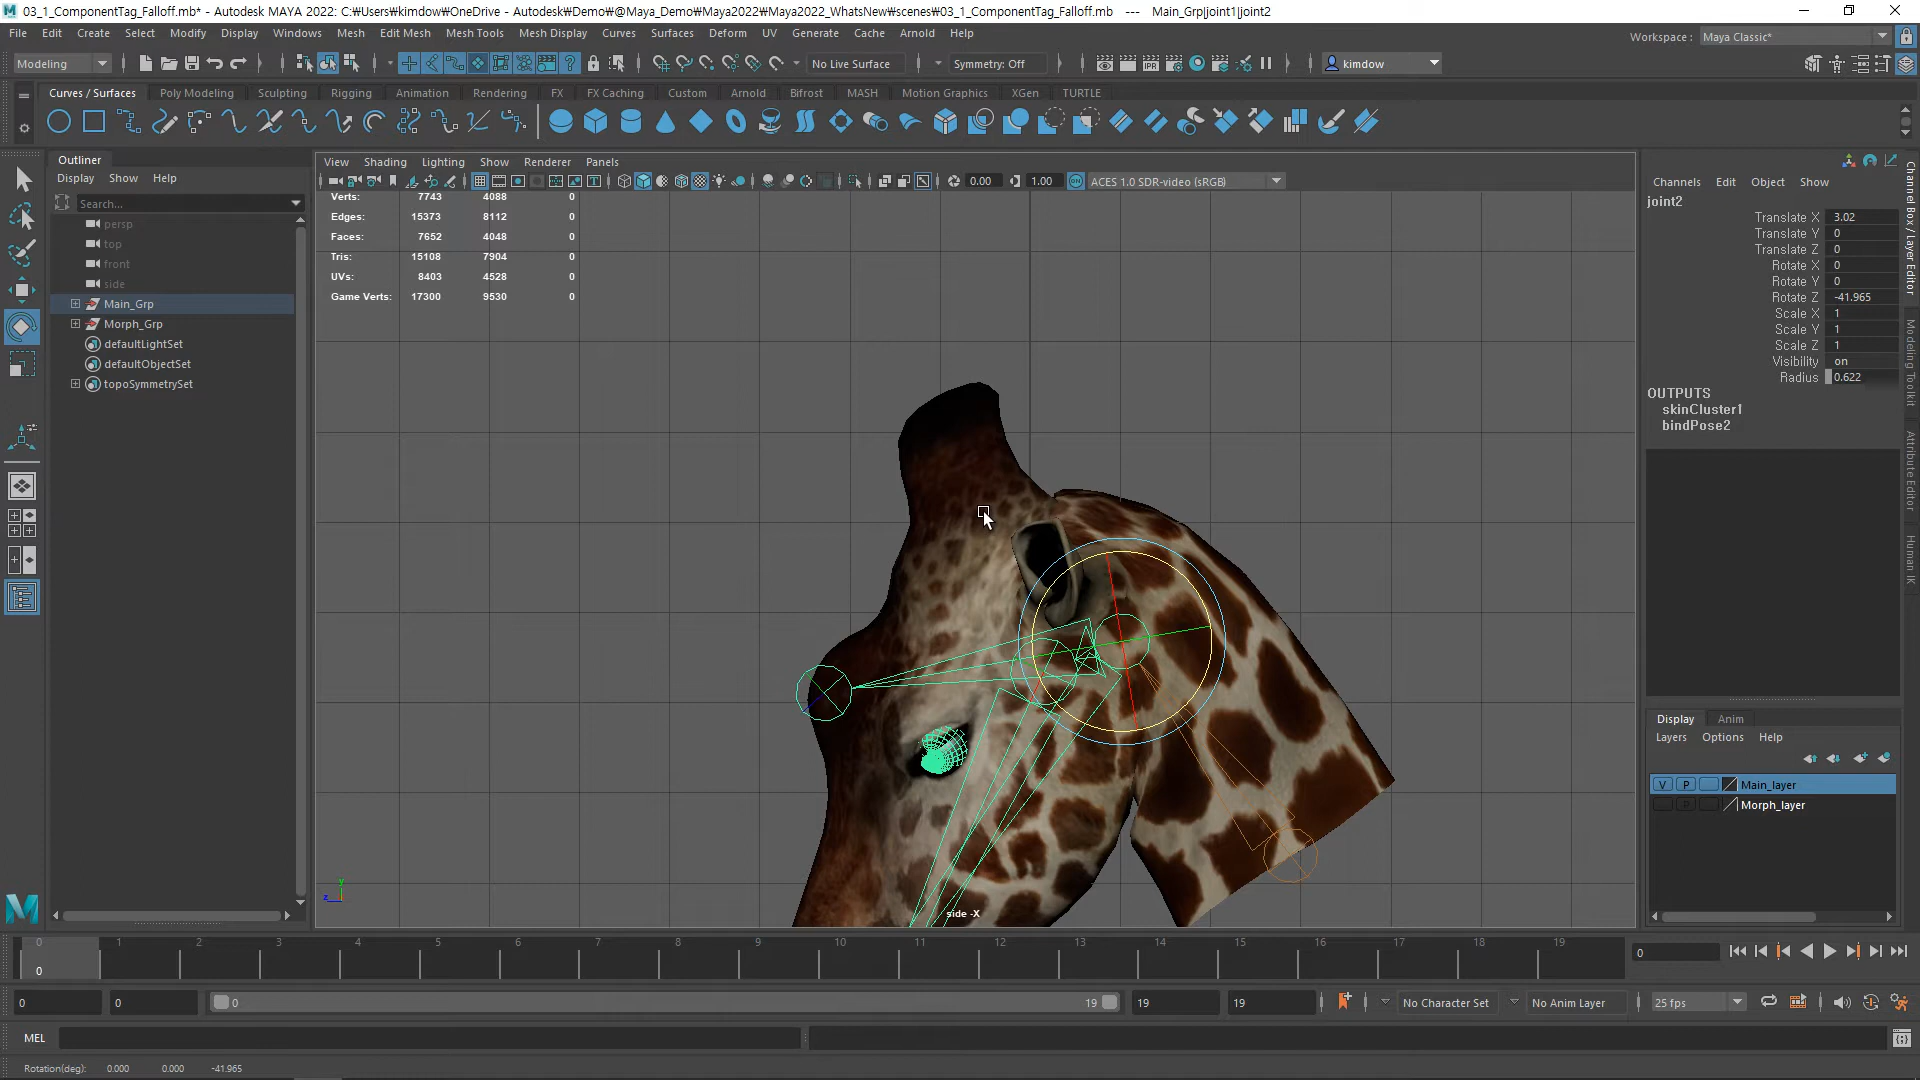 03_1_ComponentTag_Falloff.mb* - Autodesk MAYA 2022: C:₩Users₩kimdow₩OneDrive - Autodesk₩Demo₩@Maya_Demo₩Maya2022₩Maya2022_WhatsNew₩scenes₩03_1_ComponentTag_Falloff.mb --- Main_Grp|joint1|joint2
File Edit Create Select Modify Display Windows Mesh Edit Mesh Mesh Tools Mesh Display Curves Surfaces Deform UV Generate Cache Arnold Help
Workspace : Maya Classic*
Modeling No Live Surface Symmetry: Off IPR kimdow
Curves / Surfaces Poly Modeling Sculpting Rigging Animation Rendering FX FX Caching Custom Arnold Bifrost MASH Motion Graphics XGen TURTLE
Outliner
Display Show Help
Search...
persp
top
front
side
Main_Grp
Morph_Grp
defaultLightSet
defaultObjectSet
topoSymmetrySet
View Shading Lighting Show Renderer Panels
0.00 1.00 ACES 1.0 SDR-video (sRGB)
Verts: 7743 4088 0
Edges: 15373 8112 0
Faces: 7652 4048 0
Tris: 15108 7904 0
UVs: 8403 4528 0
Game Verts: 17300 9530 0
y
z
side -X
Channels Edit Object Show
joint2
Translate X 3.02
Translate Y 0
Translate Z 0
Rotate X 0
Rotate Y 0
Rotate Z -41.965
Scale X 1
Scale Y 1
Scale Z 1
Visibility on
Radius 0.622
OUTPUTS
skinCluster1
bindPose2
Channel Box / Layer Editor
Modeling Toolkit
Attribute Editor
Human IK
Display Anim
Layers Options Help
V P Main_layer
P Morph_layer
0 1 2 3 4 5 6 7 8 9 10 11 12 13 14 15 16 17 18 19
0
0
0 0 0 19 19 19 No Character Set No Anim Layer 25 fps
MEL
Rotation(deg): 0.000 0.000 -41.965